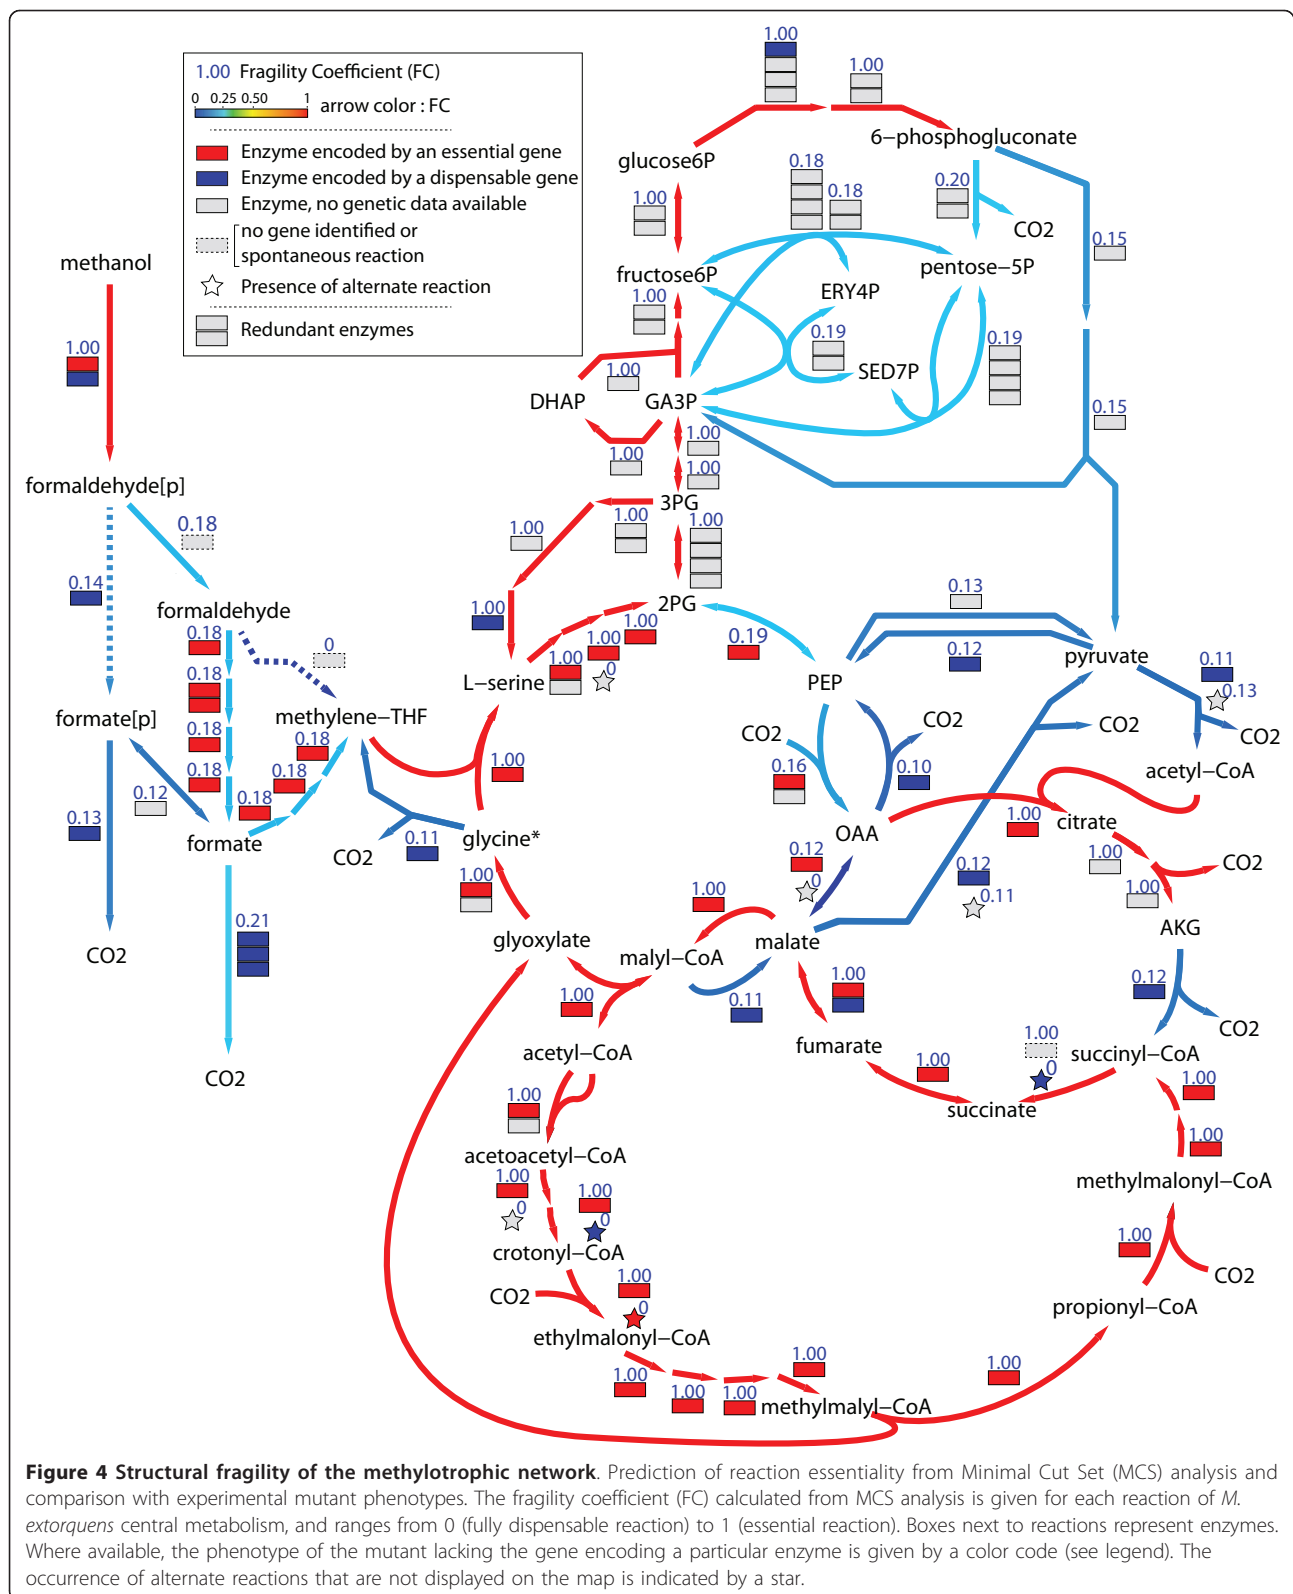 1.00 Fragility Coefficient (FC)
0 0.25 0.50 1
arrow color : FC
Enzyme encoded by an essential gene
Enzyme encoded by a dispensable gene
Enzyme, no genetic data available
no gene identified or
spontaneous reaction
Presence of alternate reaction
Redundant enzymes
1.00
1.00
6−phosphogluconate
glucose6P
1.00
0.18
0.18
0.20
CO2
0.15
methanol
fructose6P
pentose−5P
ERY4P
1.00
0.19
0.19
1.00
1.00
SED7P
DHAP
GA3P
0.15
1.00
1.00
1.00
formaldehyde[p]
3PG
0.18
1.00
1.00
1.00
0.14
formaldehyde
1.00
2PG
0.13
0.18
0
1.00
1.00
1.00
0
0.19
0.12
pyruvate
0.11
0.13
L−serine
PEP
0.18
formate[p]
methylene−THF
0.18
CO2
CO2
CO2
CO2
0.18
0.18
1.00
0.16
0.10
acetyl−CoA
0.18
0.12
0.18
0.13
formate
glycine*
OAA
1.00
citrate
CO2
0.11
0.12
0
0.12
0.11
1.00
CO2
1.00
1.00
1.00
AKG
0.21
glyoxylate
malate
CO2
malyl−CoA
0.12
1.00
0.11
1.00
CO2
acetyl−CoA
fumarate
1.00
0
succinyl−CoA
CO2
1.00
1.00
succinate
1.00
acetoacetyl−CoA
1.00
1.00
0
1.00
0
methylmalonyl−CoA
crotonyl−CoA
1.00
CO2
1.00
0
CO2
propionyl−CoA
ethylmalonyl−CoA
1.00
1.00
1.00
1.00
1.00
methylmalyl−CoA
Figure 4 Structural fragility of the methylotrophic network. Prediction of reaction essentiality from Minimal Cut Set (MCS) analysis and
comparison with experimental mutant phenotypes. The fragility coefficient (FC) calculated from MCS analysis is given for each reaction of M.
extorquens central metabolism, and ranges from 0 (fully dispensable reaction) to 1 (essential reaction). Boxes next to reactions represent enzymes.
Where available, the phenotype of the mutant lacking the gene encoding a particular enzyme is given by a color code (see legend). The
occurrence of alternate reactions that are not displayed on the map is indicated by a star.